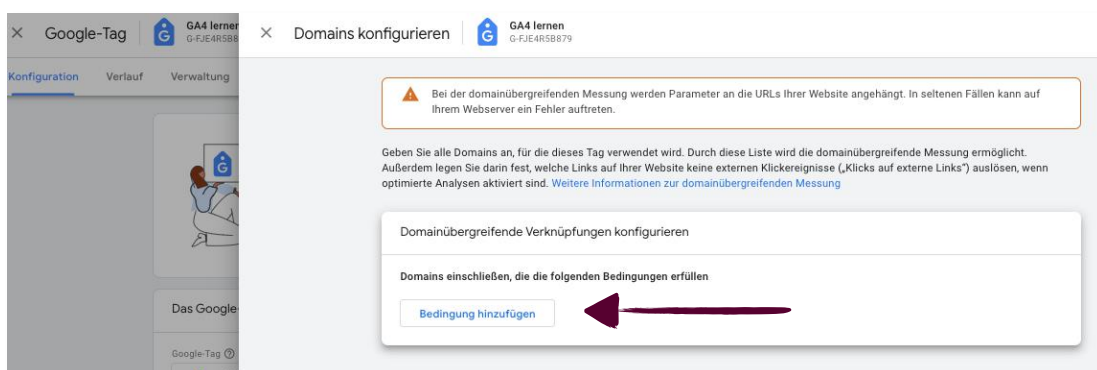 Google-Tag
GA4 lerner
G-FJE4R5B8
Konfiguration
Verlauf
Verwaltung
Das Google-
Google-Tag
Domains konfigurieren
GA4 lernen
G-FJE4R5B879
Bei der domainübergreifenden Messung werden Parameter an die URLs Ihrer Website angehängt. In seltenen Fällen kann auf
Ihrem Webserver ein Fehler auftreten.
Geben Sie alle Domains an, für die dieses Tag verwendet wird. Durch diese Liste wird die domainübergreifende Messung ermöglicht.
Außerdem legen Sie darin fest, welche Links auf Ihrer Website keine externen Klickereignisse („Klicks auf externe Links“) auslösen, wenn
optimierte Analysen aktiviert sind. Weitere Informationen zur domainübergreifenden Messung
Domainübergreifende Verknüpfungen konfigurieren
Domains einschließen, die die folgenden Bedingungen erfüllen
Bedingung hinzufügen